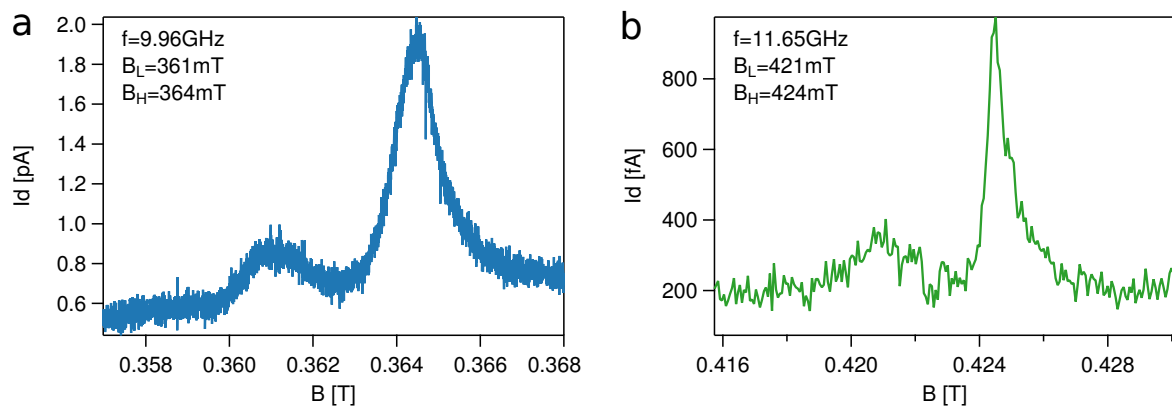 a
f=9.96GHz
B_L=361mT
B_H=364mT
Id [pA]
2.0
1.8
1.6
1.4
1.2
1.0
0.8
0.6
0.358
0.360
0.362
0.364
0.366
0.368
B [T]
b
f=11.65GHz
B_L=421mT
B_H=424mT
Id [fA]
800
600
400
200
0.416
0.420
0.424
0.428
B [T]